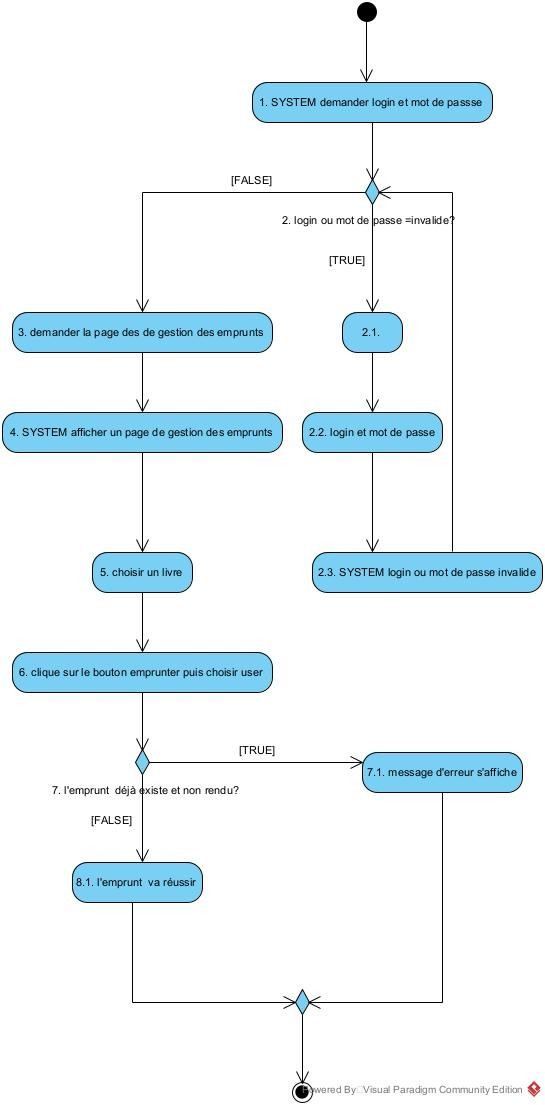 1. SYSTEM demander login et mot de passse
[FALSE]
2. login ou mot de passe =invalide?
[TRUE]
3. demander la page des de gestion des emprunts
2.1.
4. SYSTEM afficher un page de gestion des emprunts
2.2. login et mot de passe
5. choisir un livre
2.3. SYSTEM login ou mot de passe invalide
6. clique sur le bouton emprunter puis choisir user
[TRUE]
7.1. message d'erreur s'affiche
7. l'emprunt déjà existe et non rendu?
[FALSE]
8.1. l'emprunt va réussir
Powered By Visual Paradigm Community Edition